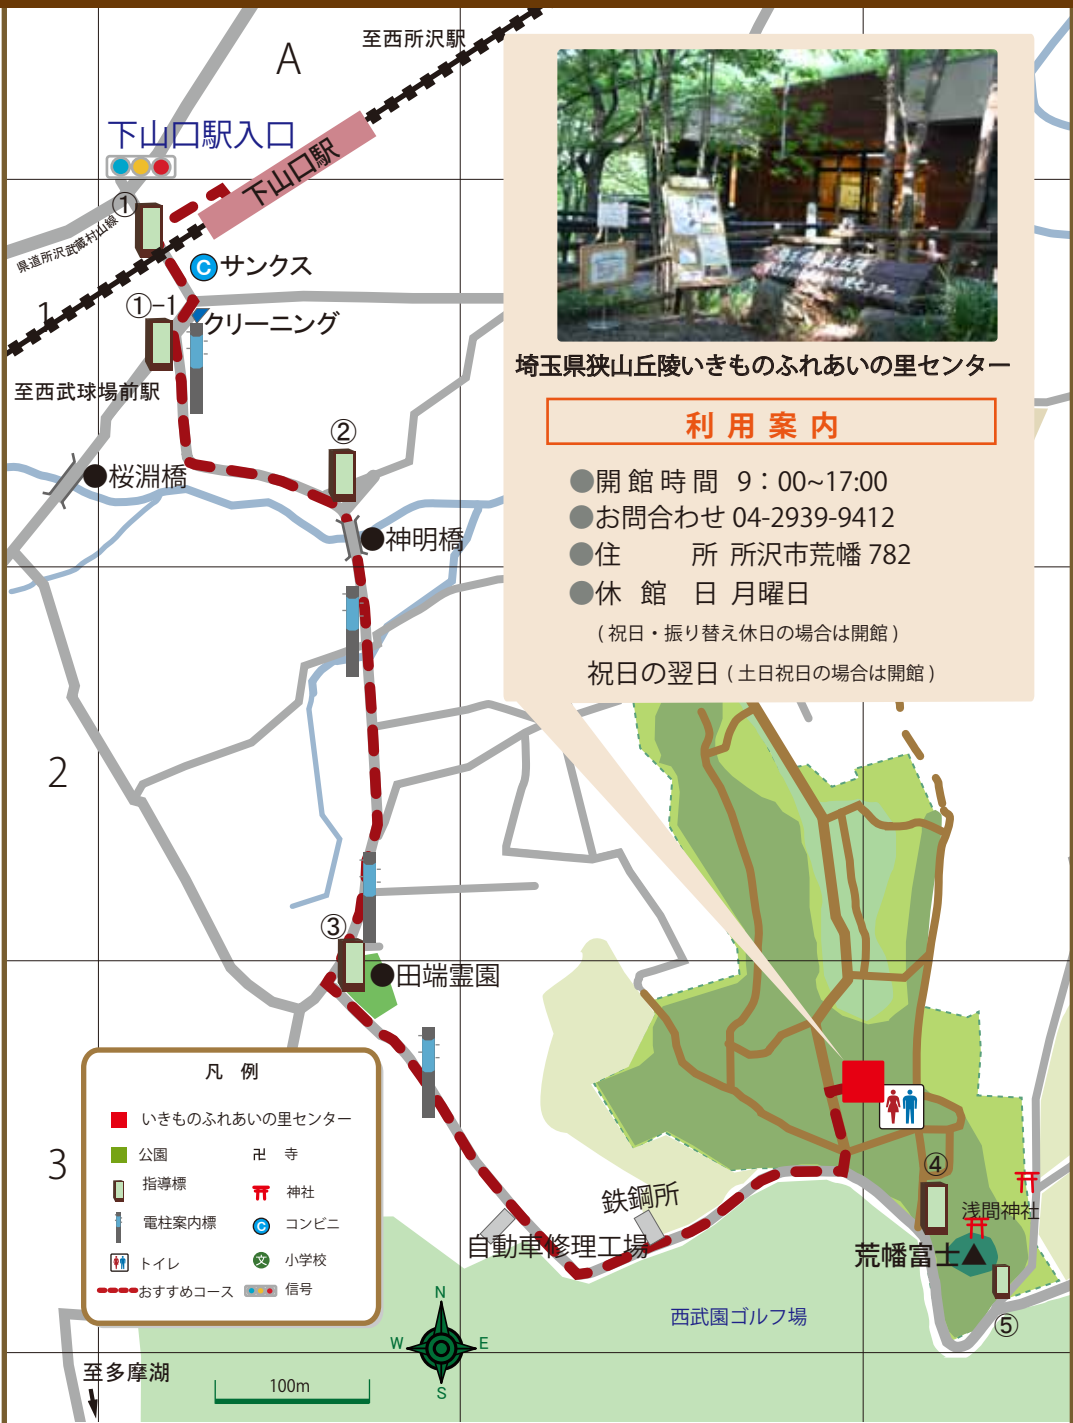 A
至西所沢駅
下山口駅入口
下山口駅
①
県道所沢武蔵村山線
サンクス
1
①-1
クリーニング
至西武球場前駅
②
桜淵橋
神明橋
埼玉県狭山丘陵いきものふれあいの里センター
利用案内
●開館時間 9：00~17:00
●お問合わせ 04-2939-9412
●住 所 所沢市荒幡 782
●休 館 日 月曜日
( 祝日・振り替え休日の場合は開館 )
祝日の翌日 ( 土日祝日の場合は開館 )
2
③
田端霊園
3
凡 例
いきものふれあいの里センター
公園
卍 寺
指導標
神社
電柱案内標
C コンビニ
トイレ
文 小学校
おすすめコース
信号
鉄鋼所
自動車修理工場
④
浅間神社
荒幡富士
⑤
西武園ゴルフ場
N
W
E
S
至多摩湖
100m